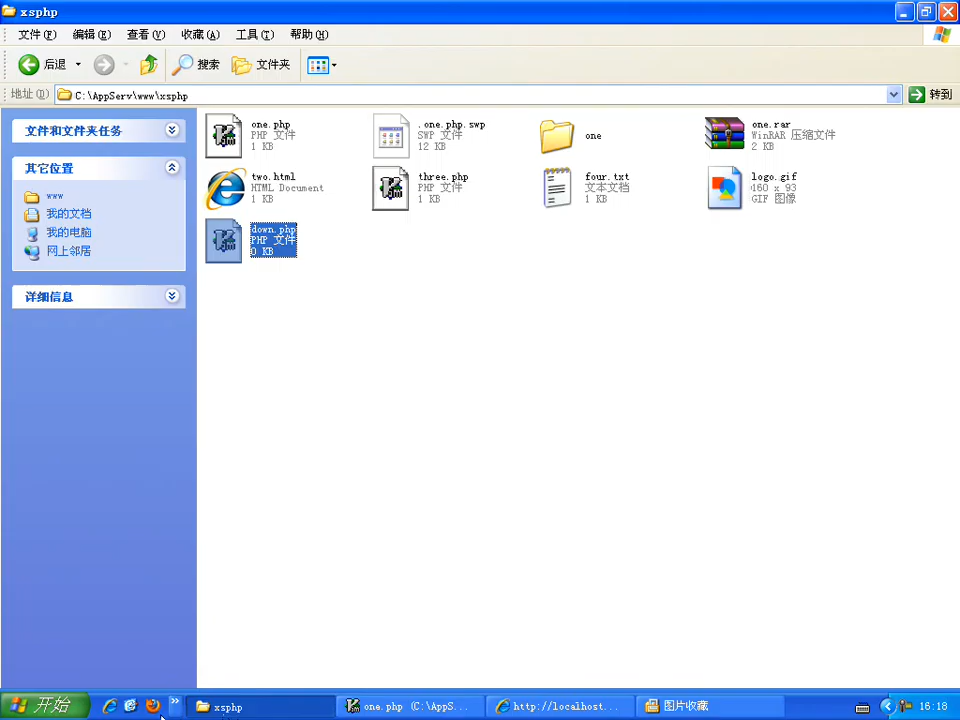 xsphp
文件(F) 编辑(E) 查看(V) 收藏(A) 工具(T) 帮助(H)
后退 搜索 文件夹
地址(D) C:\AppServ\www\xsphp 转到
文件和文件夹任务
其它位置
www
我的文档
我的电脑
网上邻居
详细信息
one.php
PHP 文件
1 KB
.one.php.swp
SWP 文件
12 KB
one
one.rar
WinRAR 压缩文件
2 KB
two.html
HTML Document
1 KB
three.php
PHP 文件
1 KB
four.txt
文本文档
1 KB
logo.gif
160 x 93
GIF 图像
down.php
PHP 文件
0 KB
开始 xsphp one.php (C:\AppS... http://localhost... 图片收藏 16:18